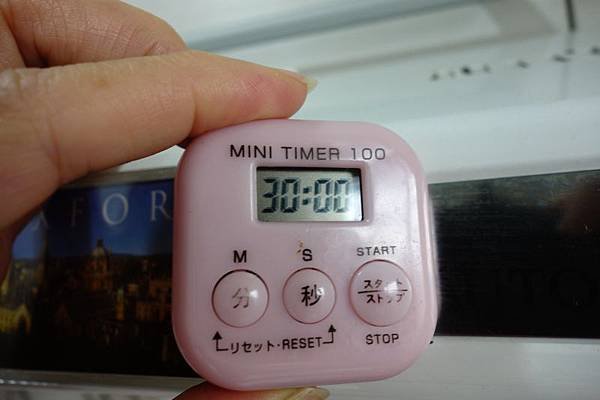 MINI TIMER 100
30:00
M S START
分 秒 スタート
ストップ
リセット・RESET STOP